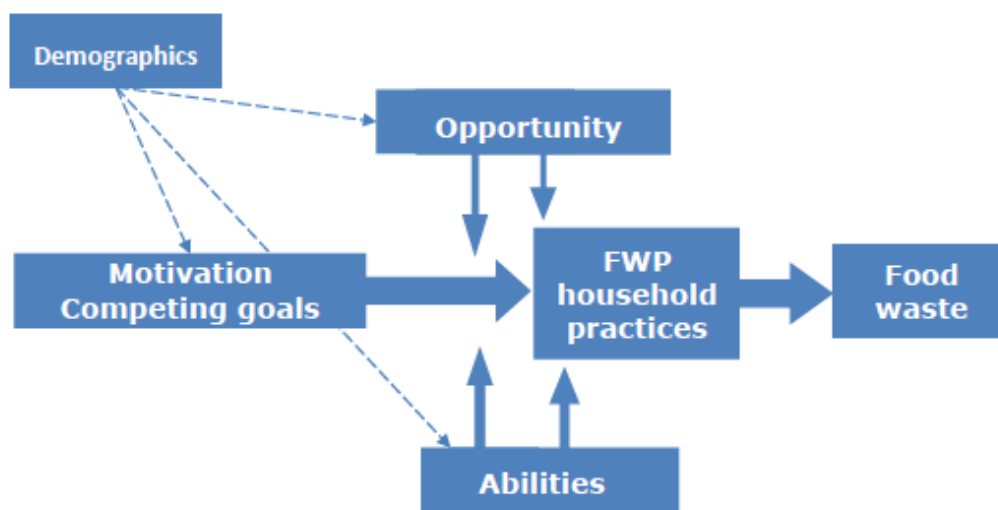 Demographics
Opportunity
Motivation
Competing goals
FWP
household
practices
Food
waste
Abilities